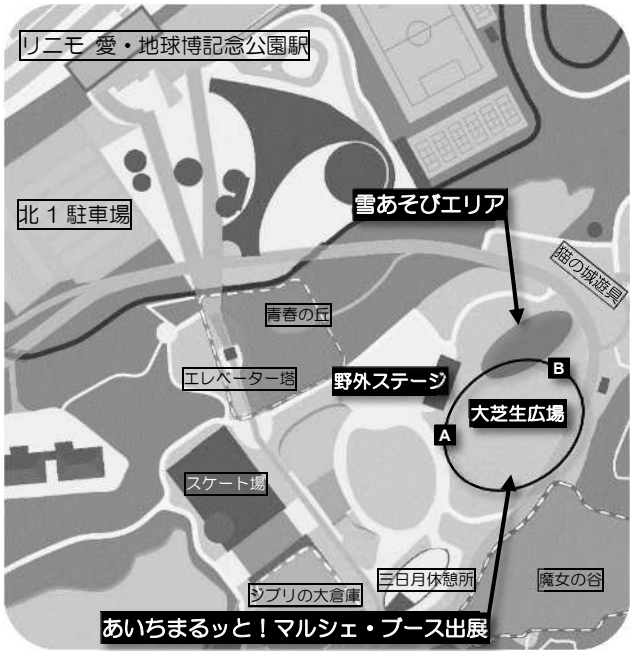 リニモ 愛・地球博記念公園駅
北1駐車場
雪あそびエリア
猫の城遊具
青春の丘
エレベーター塔
野外ステージ
B
大芝生広場
A
スケート場
三日月休憩所
魔女の谷
ジブリの大倉庫
あいちまるッと！マルシェ・ブース出展